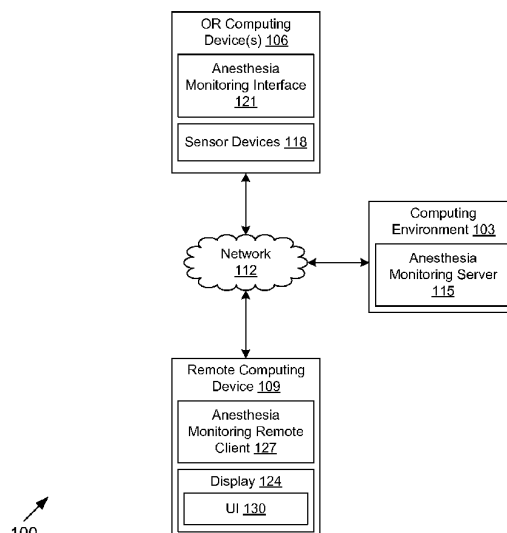 OR Computing
Device(s) 106
Anesthesia
Monitoring Interface
121
Sensor Devices 118
Computing
Environment 103
Network
112
Anesthesia
Monitoring Server
115
Remote Computing
Device 109
Anesthesia
Monitoring Remote
Client 127
Display 124
UI 130
100